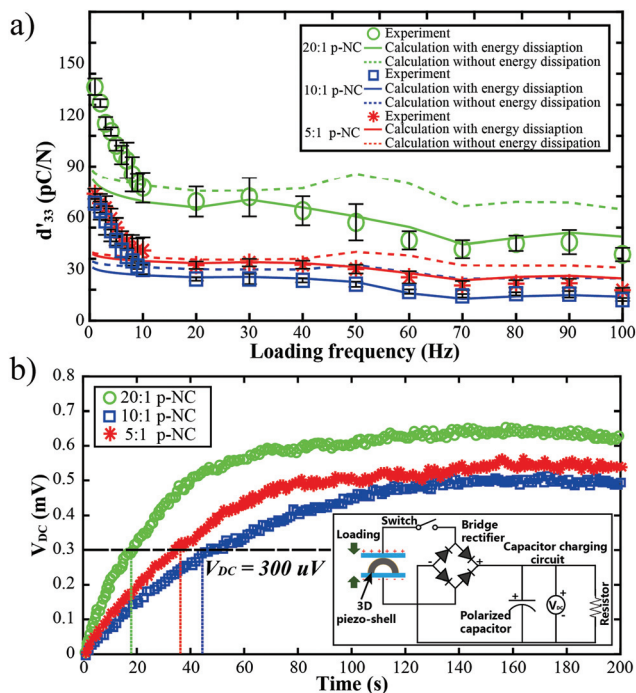 a)
d'33 (pC/N)
150
120
90
60
30
0
0 10 20 30 40 50 60 70 80 90 100
Loading frequency (Hz)
Experiment
20:1 p-NC Calculation with energy dissiaption
Calculation without energy dissipation
Experiment
10:1 p-NC Calculation with energy dissiaption
Calculation without energy dissipation
Experiment
5:1 p-NC Calculation with energy dissiaption
Calculation without energy dissipation
b)
VDC (mV)
0.8
0.7
0.6
0.5
0.4
0.3
0.2
0.1
0
0 20 40 60 80 100 120 140 160 180 200
Time (s)
20:1 p-NC
10:1 p-NC
5:1 p-NC
VDC = 300 uV
Switch
Loading
Bridge
rectifier
Capacitor charging
circuit
3D
piezo-shell
Polarized
capacitor
VDC
Resistor